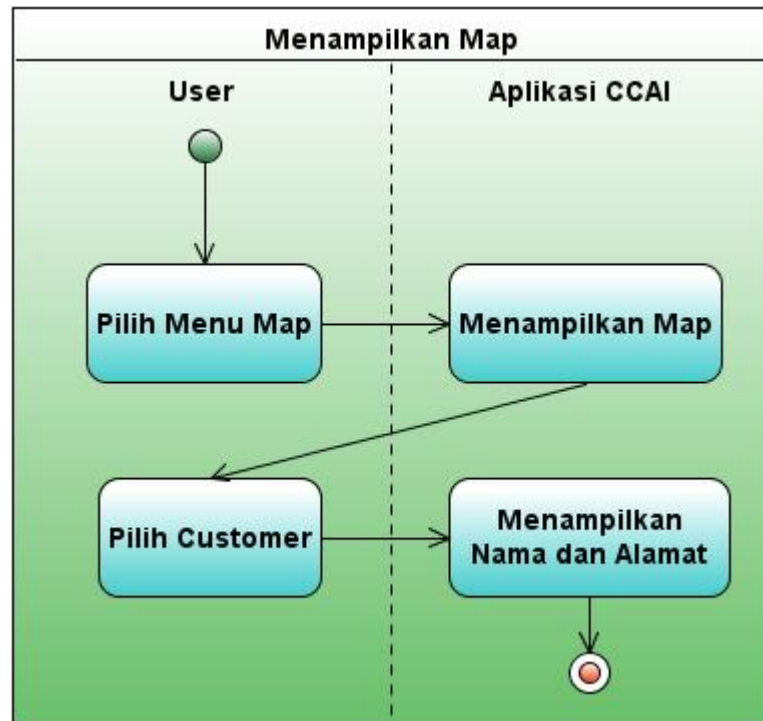 Menampilkan Map
User
Aplikasi CCAI
Pilih Menu Map
Menampilkan Map
Pilih Customer
Menampilkan
Nama dan Alamat